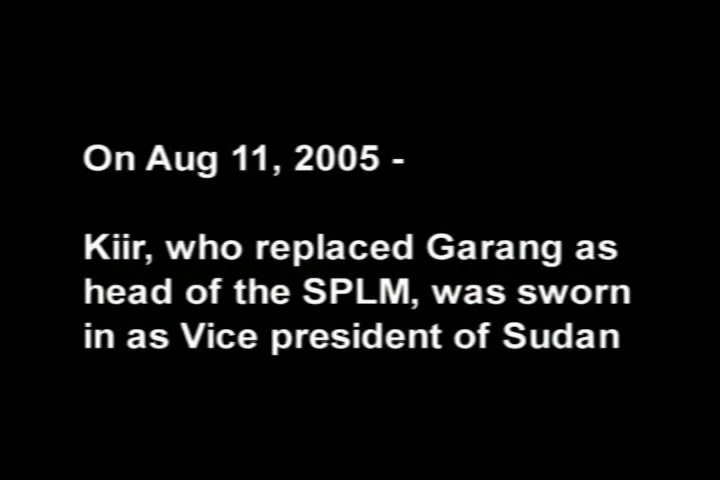 On Aug 11, 2005 -
Kiir, who replaced Garang as
head of the SPLM, was sworn
in as Vice president of Sudan